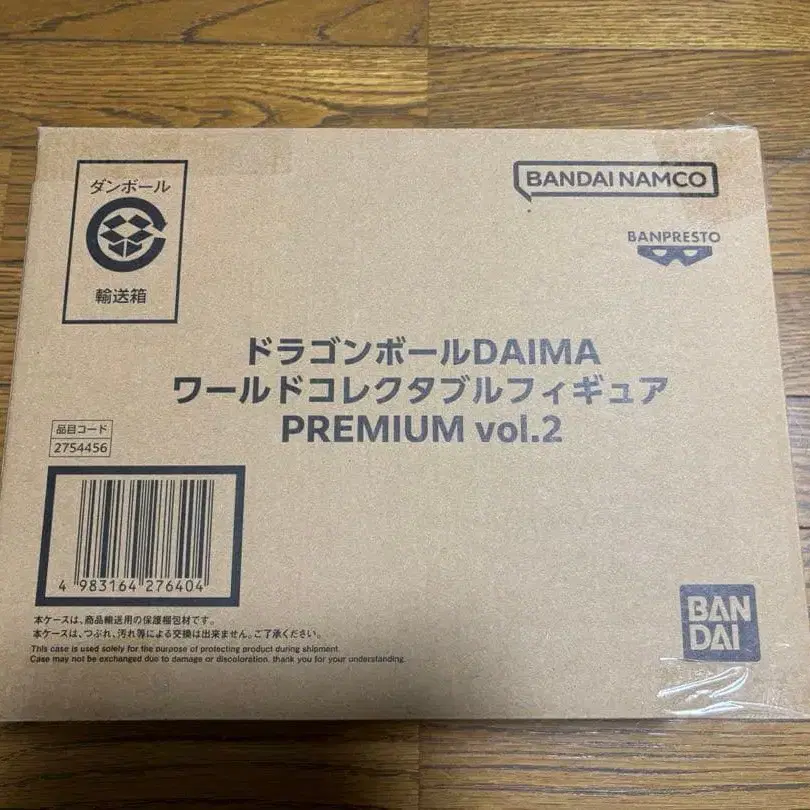 ダンボール
輸送箱
BANDAI NAMCO
BANPRESTO
ドラゴンボールDAIMA
ワールドコレクタブルフィギュア
PREMIUM vol.2
品目コード
2754456
4 983164 276404
本ケースは、商品輸送用の保護梱包材です。
本ケースは、つぶれ、汚れ等による交換は出来ません。ご了承ください。
This case is used solely for the purpose of protecting product during shipment.
Case may not be exchanged due to damage or discoloration. thank you for your understanding.
BAN
DAI